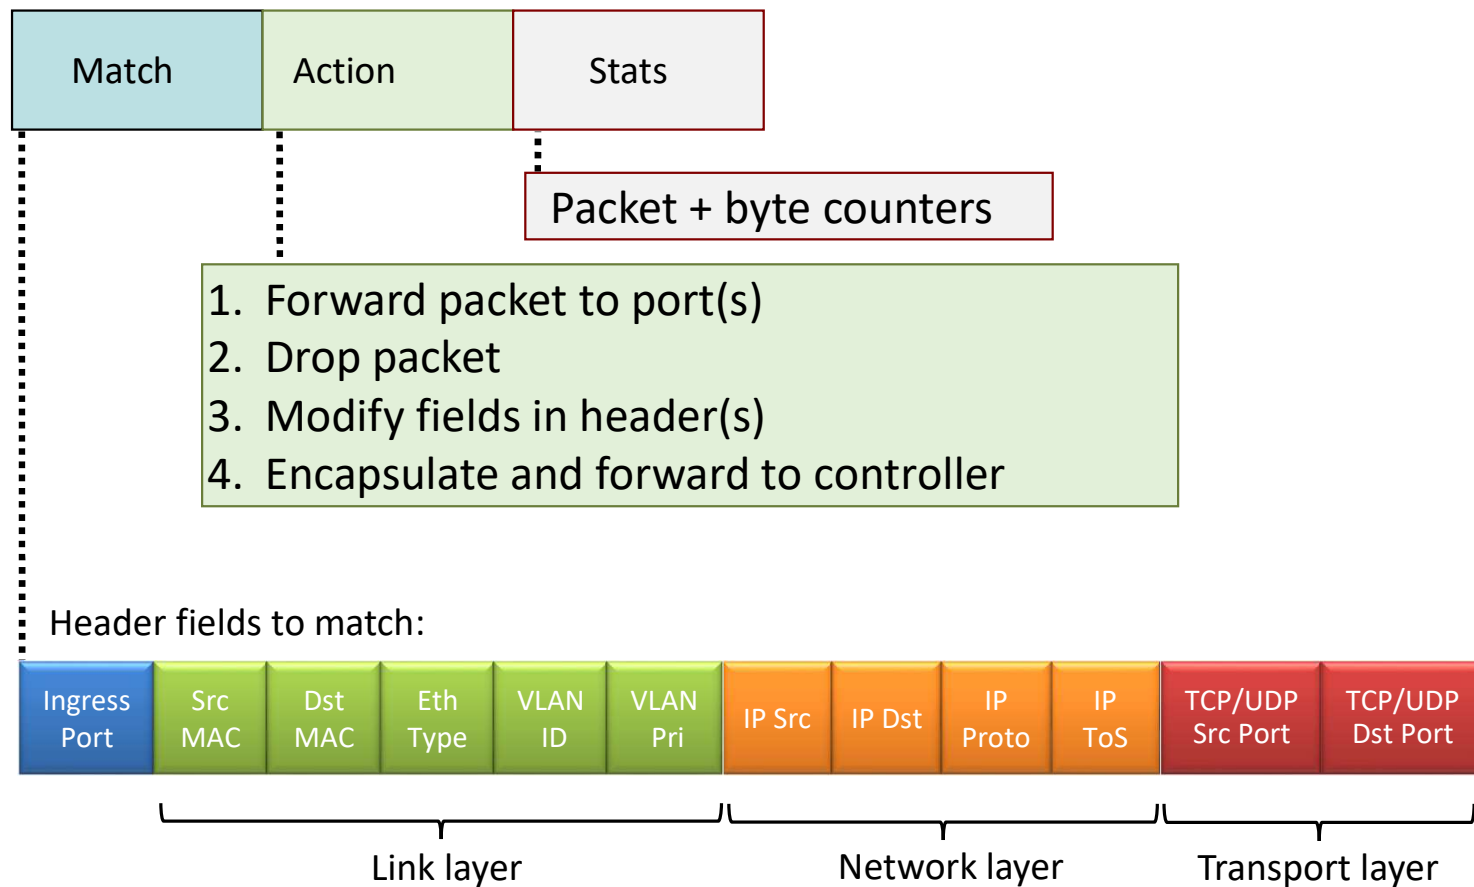 Match
Action
Stats
Packet + byte counters
1. Forward packet to port(s)
2. Drop packet
3. Modify fields in header(s)
4. Encapsulate and forward to controller
Header fields to match:
Ingress
Port
Src
MAC
Dst
MAC
Eth
Type
VLAN
ID
VLAN
Pri
IP Src
IP Dst
IP
Proto
IP
ToS
TCP/UDP
Src Port
TCP/UDP
Dst Port
Link layer
Network layer
Transport layer